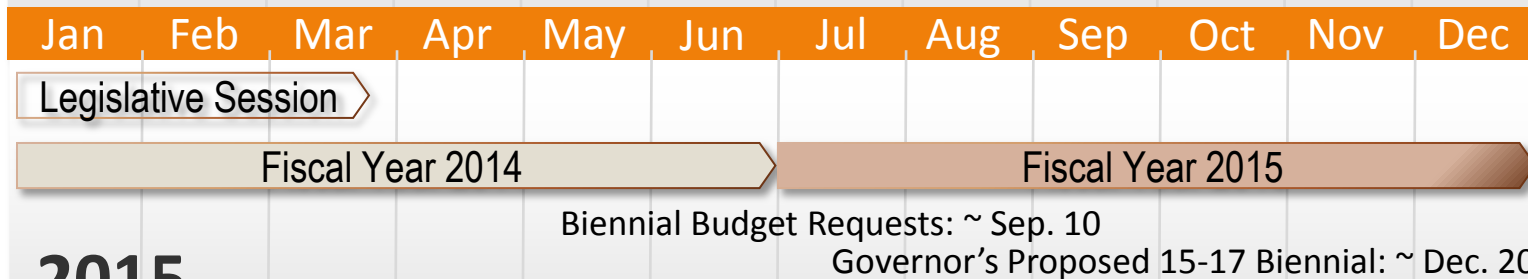 Jan Feb Mar Apr May Jun Jul Aug Sep Oct Nov Dec
Legislative Session
Fiscal Year 2014 Fiscal Year 2015
Biennial Budget Requests: ~ Sep. 10
Governor's Proposed 15-17 Biennial: ~ Dec. 20
2015